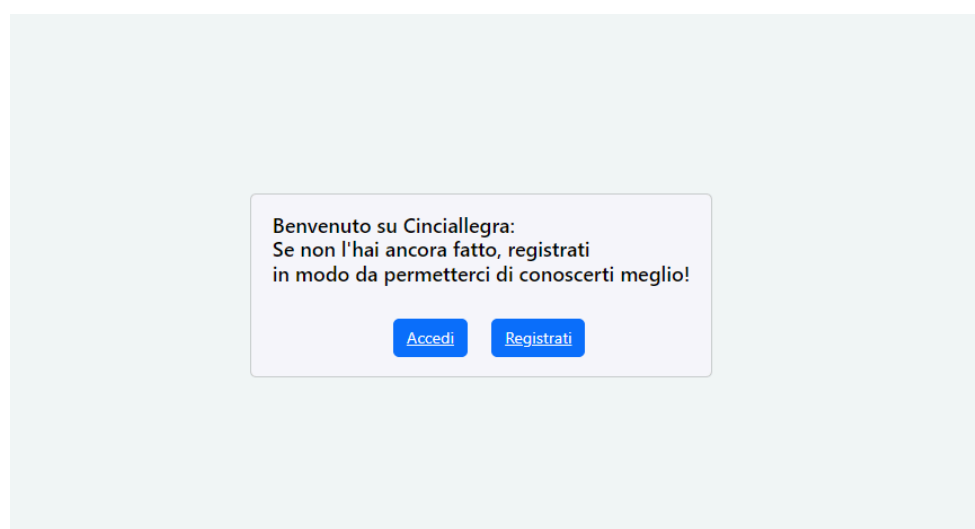 Benvenuto su Cinciallegra:
Se non l'hai ancora fatto, registrati
in modo da permetterci di conoscerti meglio!
Accedi Registrati